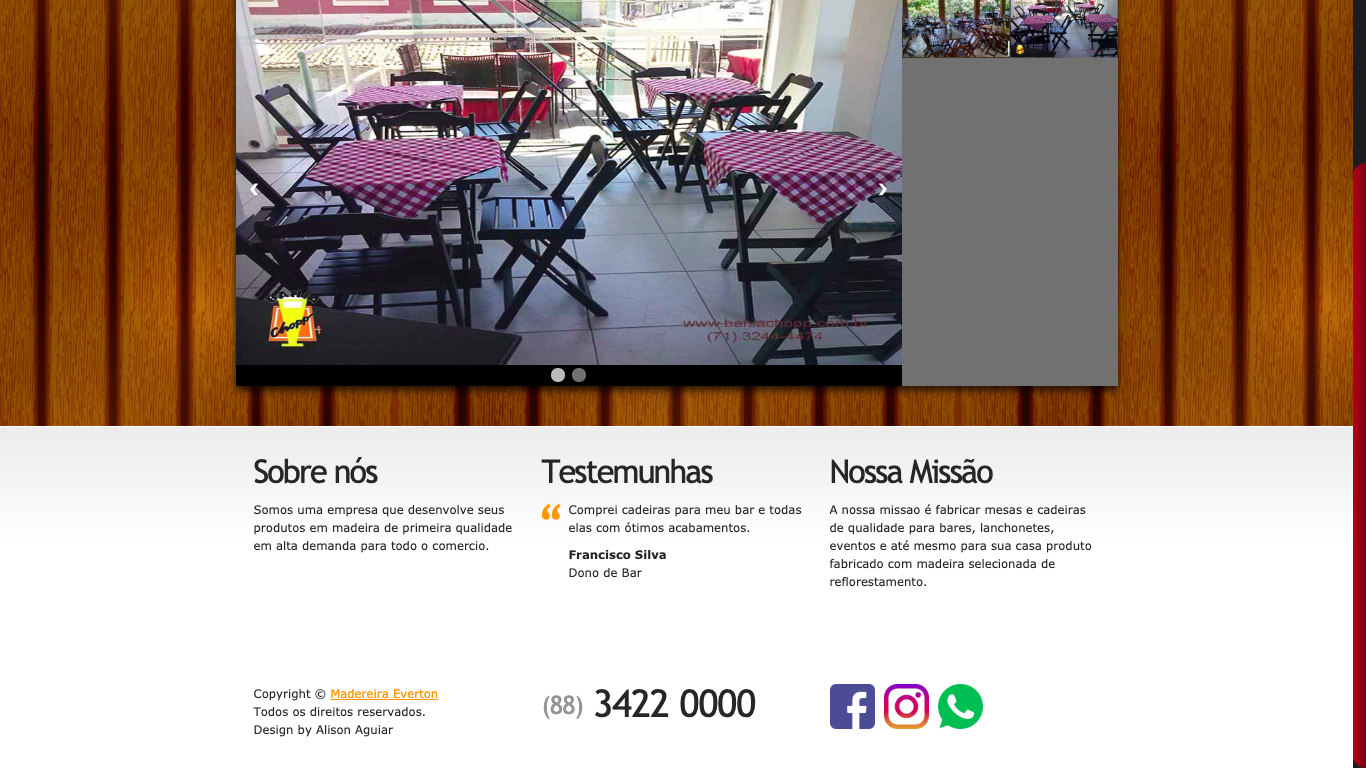 Chopp
www.bahiachopp.com.br
(71) 3244-4474
Sobre nós
Somos uma empresa que desenvolve seus
produtos em madeira de primeira qualidade
em alta demanda para todo o comercio.
Testemunhas
Comprei cadeiras para meu bar e todas
elas com ótimos acabamentos.
Francisco Silva
Dono de Bar
Nossa Missão
A nossa missao é fabricar mesas e cadeiras
de qualidade para bares, lanchonetes,
eventos e até mesmo para sua casa produto
fabricado com madeira selecionada de
reflorestamento.
Copyright © Madereira Everton
Todos os direitos reservados.
Design by Alison Aguiar
(88) 3422 0000